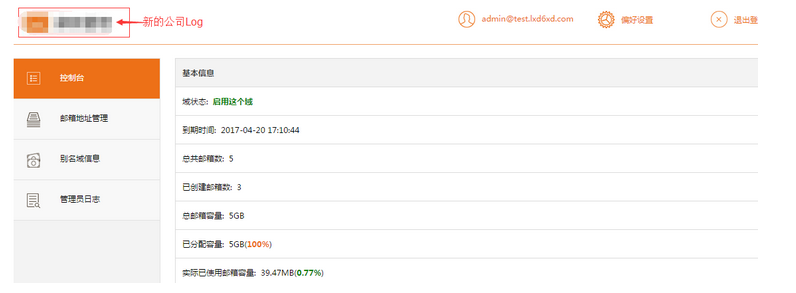 新的公司Log
admin@test.lxd6xd.com
偏好设置
退出登
控制台
邮箱地址管理
别名域信息
管理员日志
基本信息
域状态: 启用这个域
到期时间: 2017-04-20 17:10:44
总共邮箱数: 5
已创建邮箱数: 3
总邮箱容量: 5GB
已分配容量: 5GB(100%)
实际已使用邮箱容量: 39.47MB(0.77%)